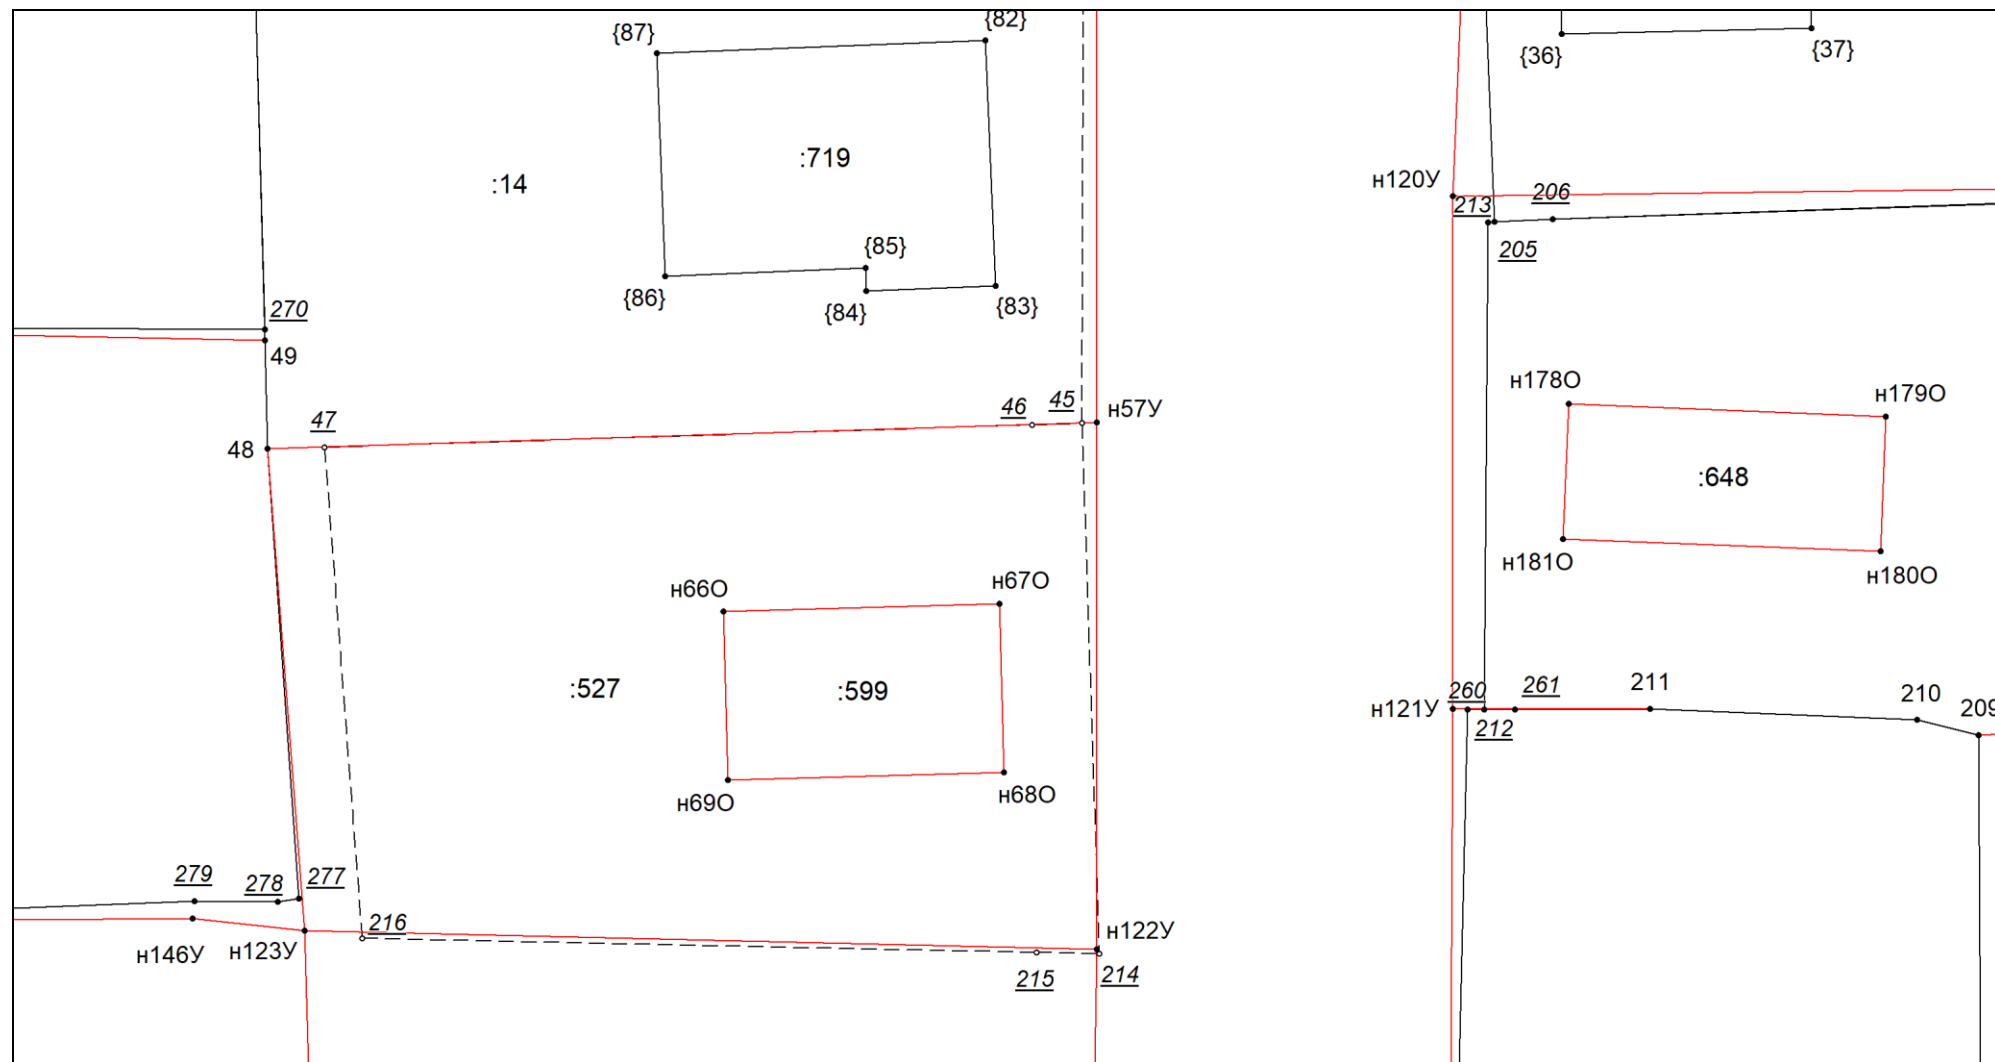 {87}
{82}
{36}
{37}
:719
:14
н120У
206
213
205
{85}
{86}
{84}
{83}
270
49
н178О
н179О
47
46
45
н57У
48
:648
н181О
н180О
н66О
н67О
:527
:599
н69О
н68О
н121У
260
261
211
210
209
212
279
278
277
216
н146У
н123У
н122У
215
214